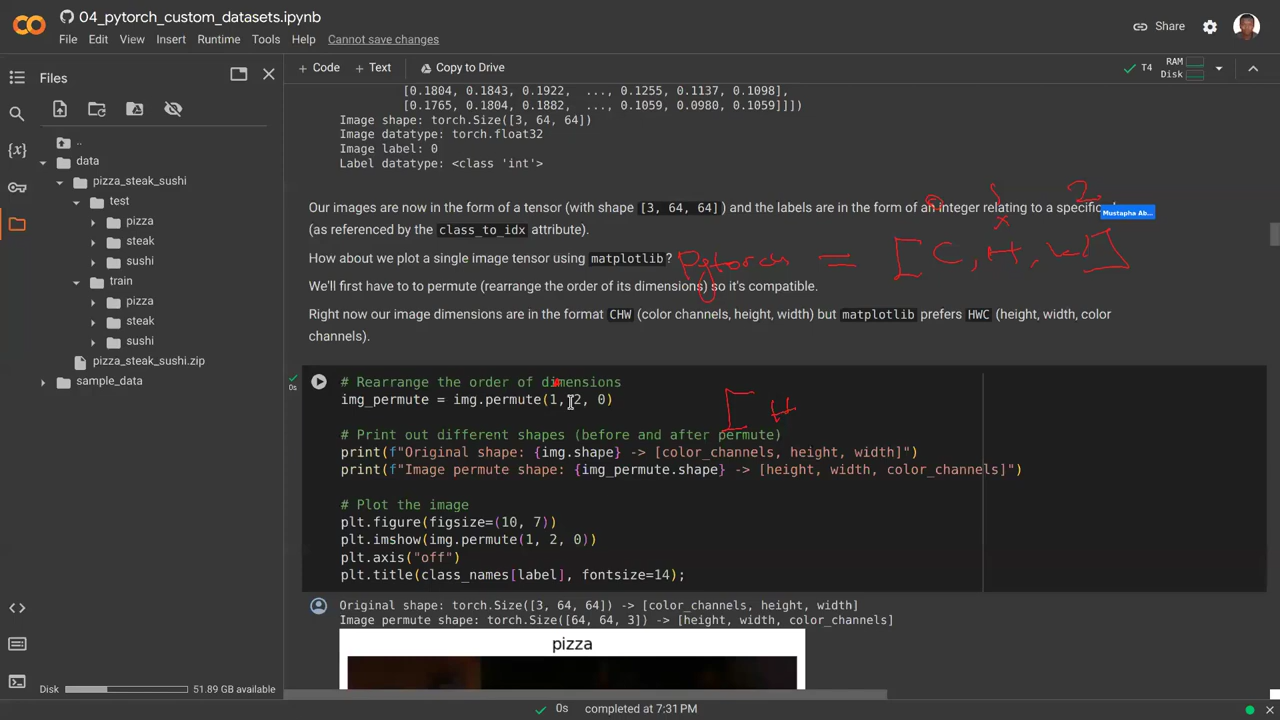 04_pytorch_custom_datasets.ipynb
File Edit View Insert Runtime Tools Help Cannot save changes
Share
Files
+ Code + Text Copy to Drive
T4 RAM Disk
[0.1804, 0.1843, 0.1922, ..., 0.1255, 0.1137, 0.1098],
[0.1765, 0.1804, 0.1882, ..., 0.1059, 0.0980, 0.1059]]])
Image shape: torch.Size([3, 64, 64])
Image datatype: torch.float32
Image label: 0
Label datatype: <class 'int'>
..
data
pizza_steak_sushi
test
pizza
steak
sushi
train
pizza
steak
sushi
pizza_steak_sushi.zip
sample_data
0 1 2
Our images are now in the form of a tensor (with shape [3, 64, 64]) and the labels are in the form of an integer relating to a specific
Mustapha Ab...
(as referenced by the class_to_idx attribute).
How about we plot a single image tensor using matplotlib?
Pytorch = [C, H, W]
We'll first have to to permute (rearrange the order of its dimensions) so it's compatible.
Right now our image dimensions are in the format CHW (color channels, height, width) but matplotlib prefers HWC (height, width, color
channels).
0s
# Rearrange the order of dimensions
img_permute = img.permute(1, 2, 0)
[ H
# Print out different shapes (before and after permute)
print(f"Original shape: {img.shape} -> [color_channels, height, width]")
print(f"Image permute shape: {img_permute.shape} -> [height, width, color_channels]")
# Plot the image
plt.figure(figsize=(10, 7))
plt.imshow(img.permute(1, 2, 0))
plt.axis("off")
plt.title(class_names[label], fontsize=14);
Original shape: torch.Size([3, 64, 64]) -> [color_channels, height, width]
Image permute shape: torch.Size([64, 64, 3]) -> [height, width, color_channels]
pizza
Disk 51.89 GB available
0s completed at 7:31 PM